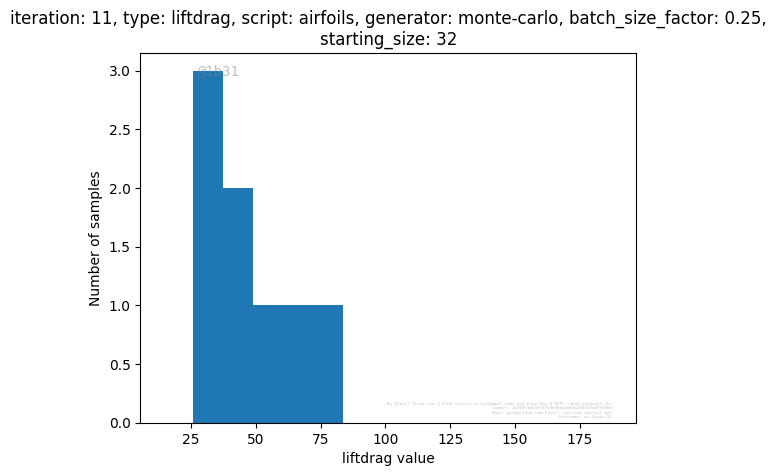 iteration: 11, type: liftdrag, script: airfoils, generator: monte-carlo, batch_size_factor: 0.25,
starting_size: 32
@1b31
3.0
2.5
2.0
1.5
1.0
0.5
0.0
Number of samples
25 50 75 100 125 150 175
liftdrag value